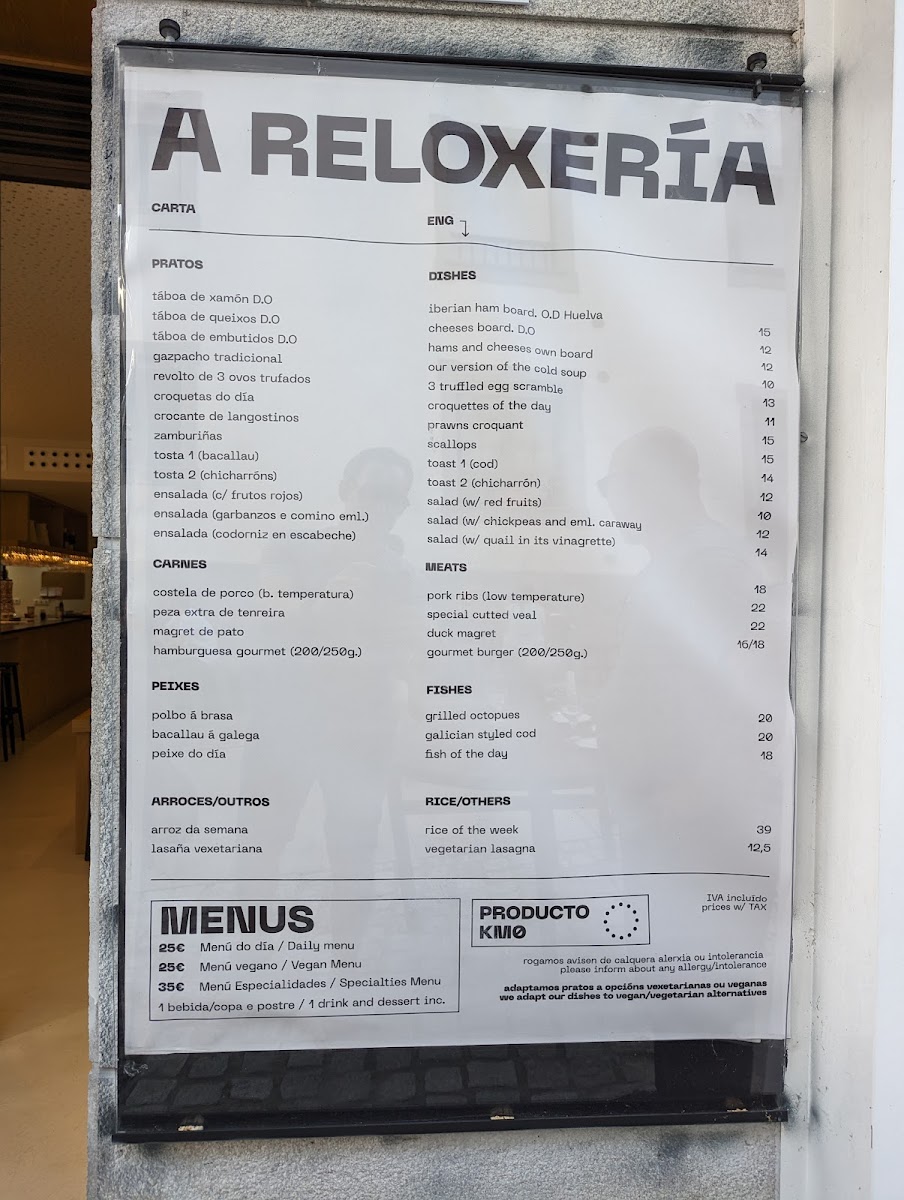 A RELOXERÍA
CARTA
ENG
PRATOS
táboa de xamón D.O
táboa de queixos D.O
táboa de embutidos D.O
gazpacho tradicional
revolto de 3 ovos trufados
croquetas do día
crocante de langostinos
zamburiñas
tosta 1 (bacallau)
tosta 2 (chicharróns)
ensalada (c/ frutos rojos)
ensalada (garbanzos e comino eml.)
ensalada (codorniz en escabeche)
DISHES
iberian ham board. O.D Huelva 15
cheeses board. D.O 12
hams and cheeses own board 12
our version of the cold soup 10
3 truffled egg scramble 13
croquettes of the day 11
prawns croquant 15
scallops 15
toast 1 (cod) 14
toast 2 (chicharrón) 12
salad (w/ red fruits) 10
salad (w/ chickpeas and eml. caraway 12
salad (w/ quail in its vinagrette) 14
CARNES
costela de porco (b. temperatura)
peza extra de tenreira
magret de pato
hamburguesa gourmet (200/250g.)
MEATS
pork ribs (low temperature) 18
special cutted veal 22
duck magret 22
gourmet burger (200/250g.) 16/18
PEIXES
polbo á brasa
bacallau á galega
peixe do día
FISHES
grilled octopues 20
galician styled cod 20
fish of the day 18
ARROCES/OUTROS
arroz da semana
lasaña vexetariana
RICE/OTHERS
rice of the week 39
vegetarian lasagna 12,5
MENUS
25€ Menú do día / Daily menu
25€ Menú vegano / Vegan Menu
35€ Menú Especialidades / Specialties Menu
1 bebida/copa e postre / 1 drink and dessert inc.
PRODUCTO
KM0
IVA incluído
prices w/ TAX
rogamos avisen de calquera alerxia ou intolerancia
please inform about any allergy/intolerance
adaptamos pratos a opcións vexetarianas ou veganas
we adapt our dishes to vegan/vegetarian alternatives